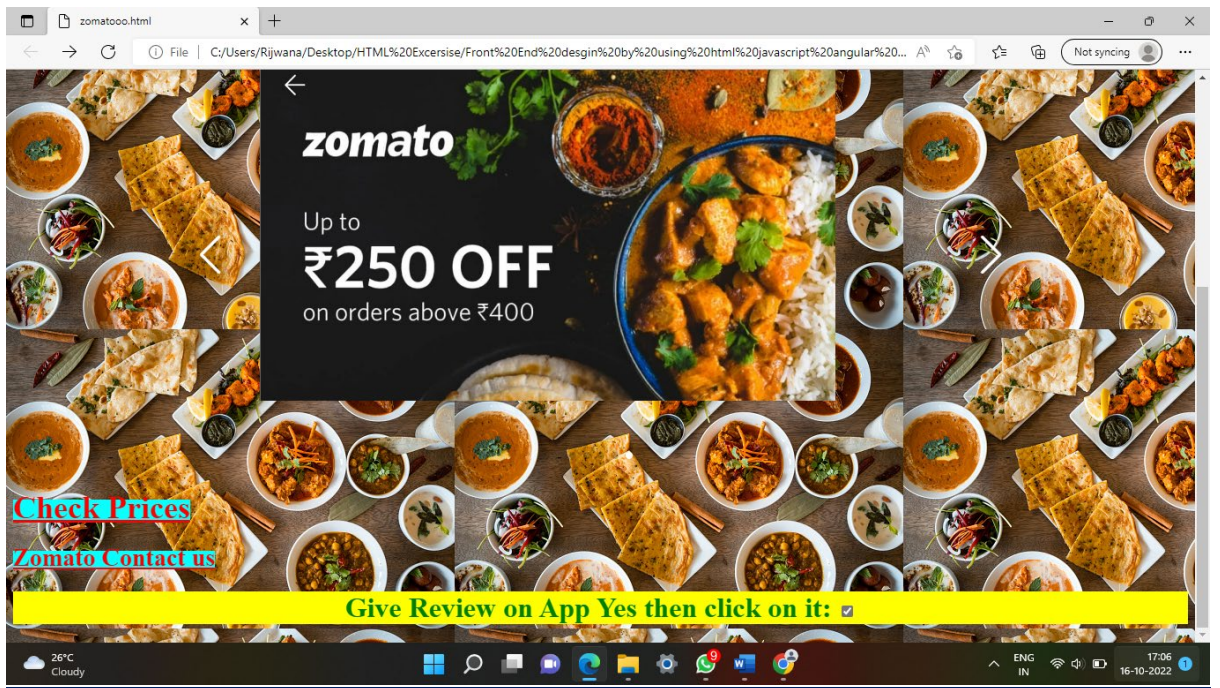 zomatooo.html
File | C:/Users/Rijwana/Desktop/HTML%20Excersise/Front%20End%20desgin%20by%20using%20html%20javascript%20angular%20...
Not syncing
zomato
Up to
₹250 OFF
on orders above ₹400
Check Prices
Zomato Contact us
Give Review on App Yes then click on it:
26°C
Cloudy
9
ENG
IN
17:06
16-10-2022
1